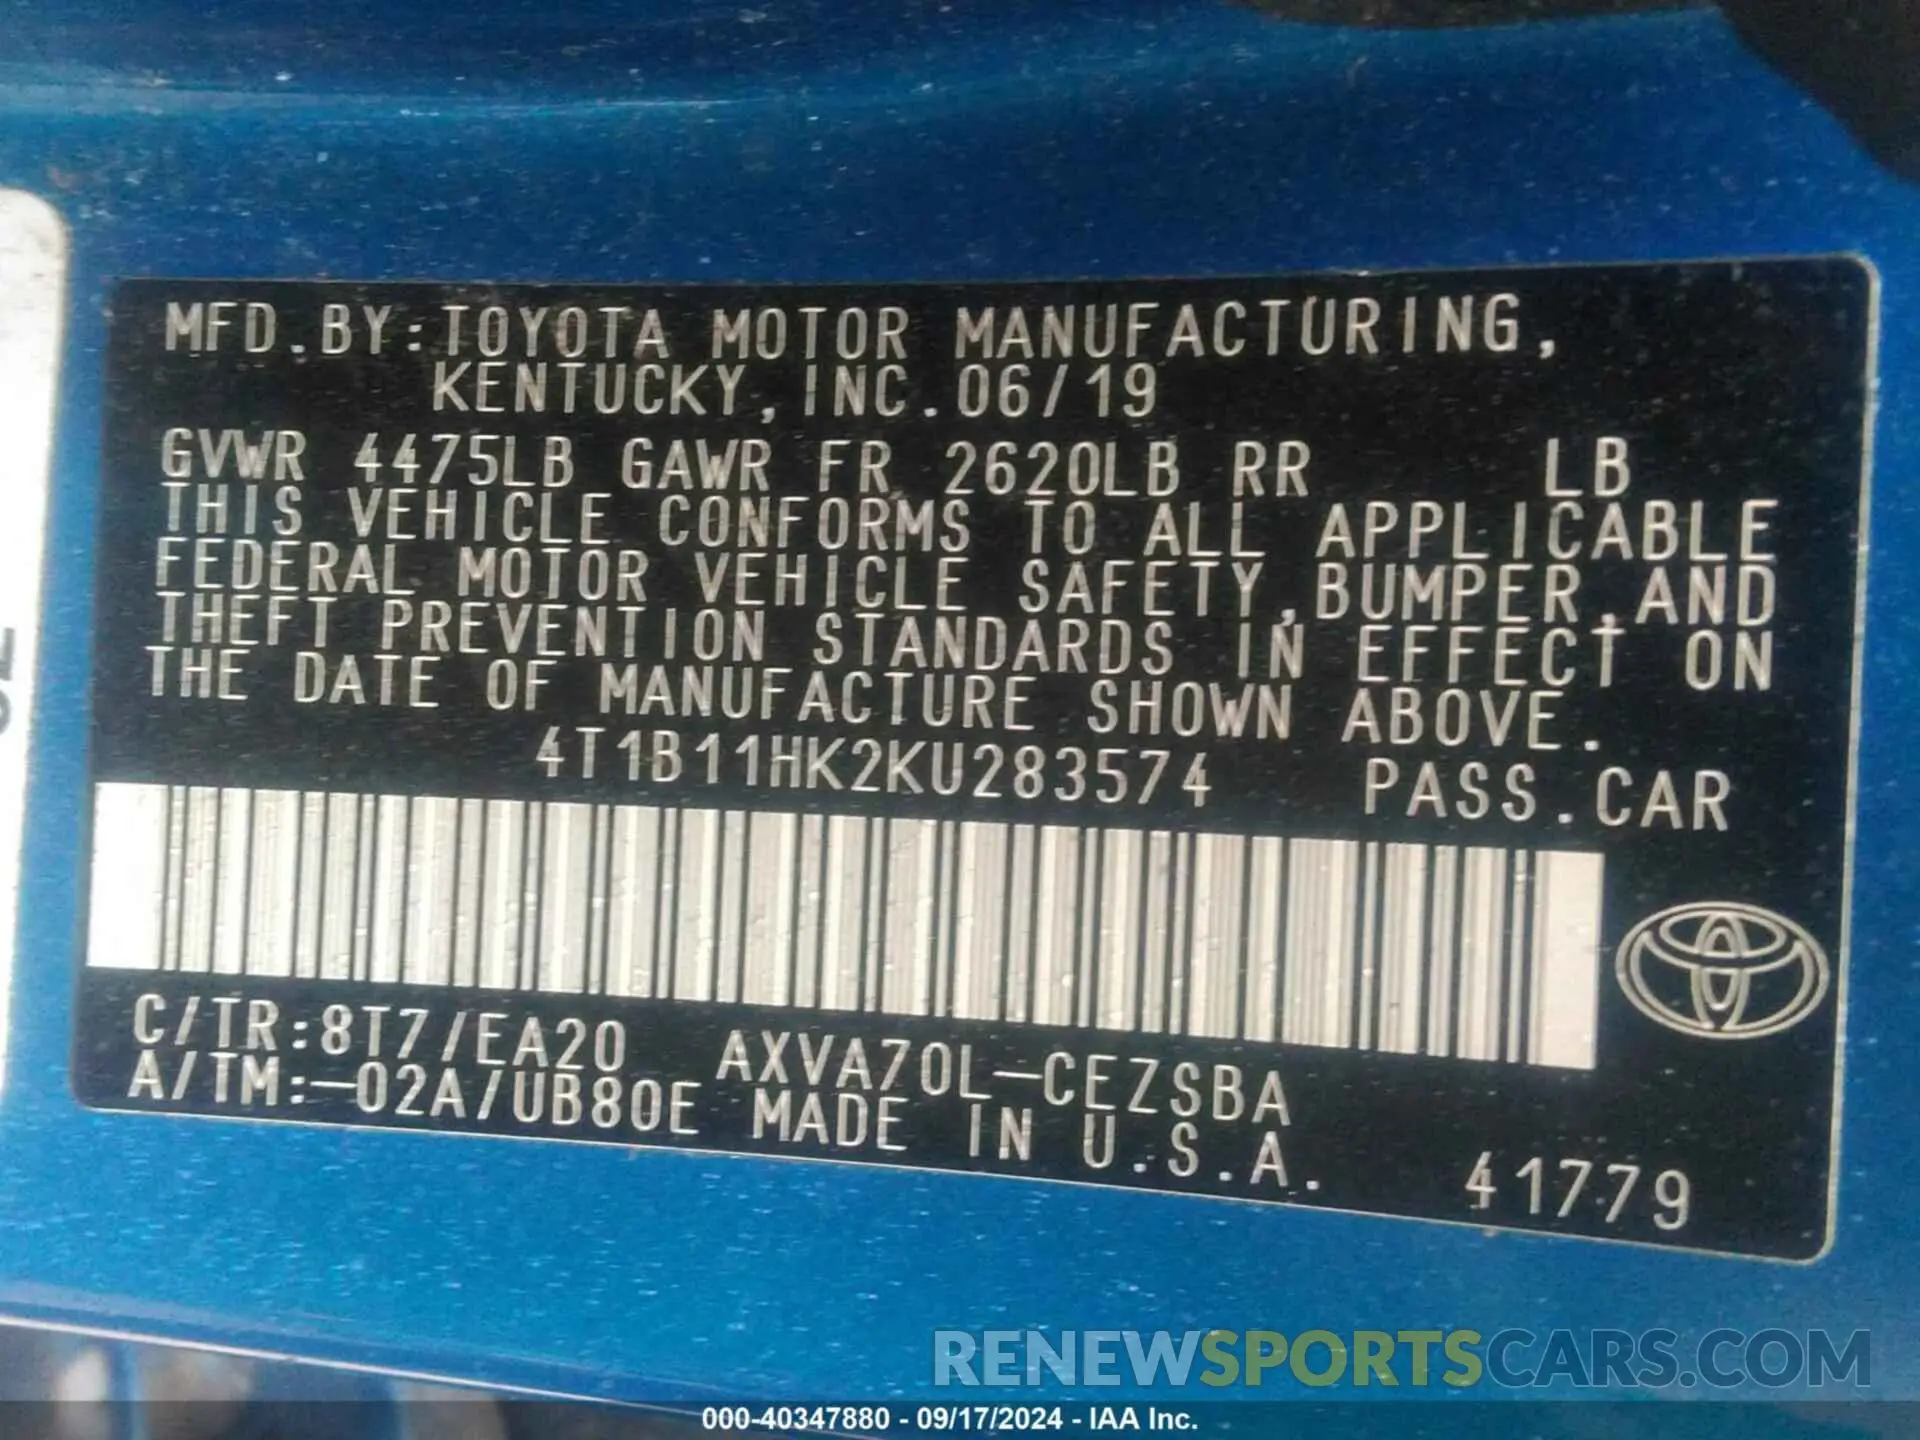 MFD.BY:TOYOTA MOTOR MANUFACTURING,
KENTUCKY,INC.06/19
GVWR 4475LB GAWR FR 2620LB RR LB
THIS VEHICLE CONFORMS TO ALL APPLICABLE
FEDERAL MOTOR VEHICLE SAFETY,BUMPER,AND
THEFT PREVENTION STANDARDS IN EFFECT ON
THE DATE OF MANUFACTURE SHOWN ABOVE.
4T1B11HK2KU283574 PASS.CAR
C/TR:8T7/EA20 AXVA70L-CEZSBA
A/TM:-02A/UB80E MADE IN U.S.A.
41779
RENEWSPORTSCARS.COM
000-40347880 - 09/17/2024 - IAA Inc.